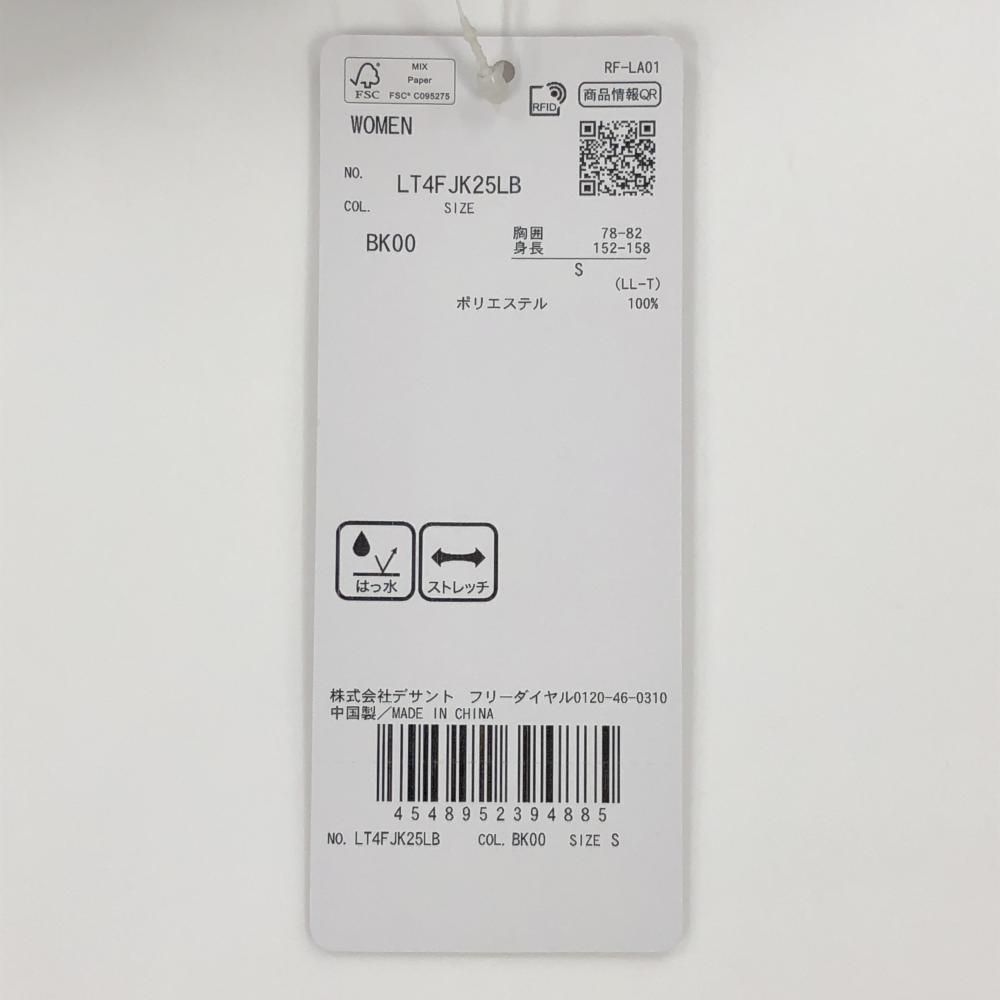 MIX
Paper
FSC
FSC® C095275
RF-LA01
RFID
商品情報QR
WOMEN
NO. LT4FJK25LB
COL. SIZE
BK00
胸囲 78-82
身長 152-158
S
(LL-T)
ポリエステル 100%
はっ水
ストレッチ
株式会社デサント フリーダイヤル0120-46-0310
中国製/MADE IN CHINA
4548952394885
NO. LT4FJK25LB COL. BK00 SIZE S